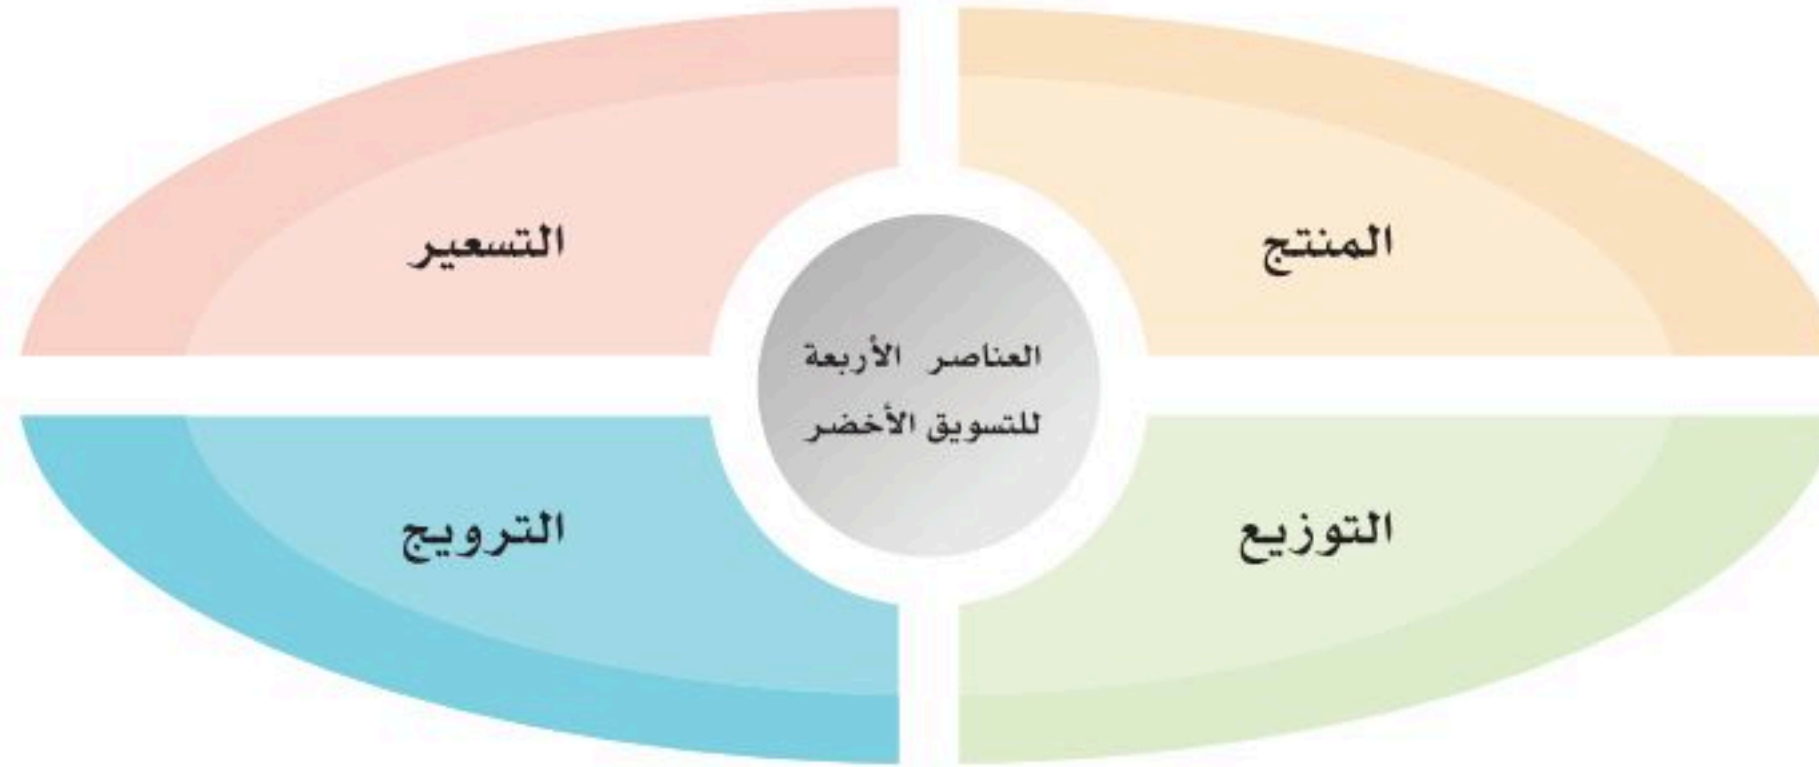 المنتج
التسعير
العناصر الأربعة
للتسويق الأخضر
التوزيع
الترويج